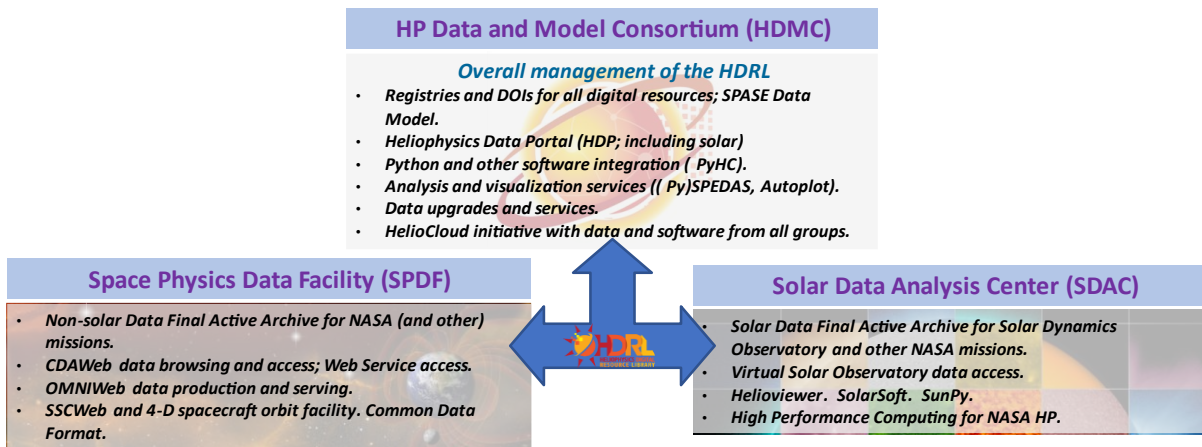 HP Data and Model Consortium (HDMC)
Overall management of the HDRL
• Registries and DOIs for all digital resources; SPASE Data
Model.
• Heliophysics Data Portal (HDP; including solar)
• Python and other software integration ( PyHC).
• Analysis and visualization services (( Py)SPEDAS, Autoplot).
• Data upgrades and services.
• HelioCloud initiative with data and software from all groups.
Space Physics Data Facility (SPDF)
• Non-solar Data Final Active Archive for NASA (and other)
missions.
• CDAWeb data browsing and access; Web Service access.
• OMNIWeb data production and serving.
• SSCWeb and 4-D spacecraft orbit facility. Common Data
Format.
HDRL
RESOURCE LIBRARY
Solar Data Analysis Center (SDAC)
• Solar Data Final Active Archive for Solar Dynamics
Observatory and other NASA missions.
• Virtual Solar Observatory data access.
• Helioviewer. SolarSoft. SunPy.
• High Performance Computing for NASA HP.